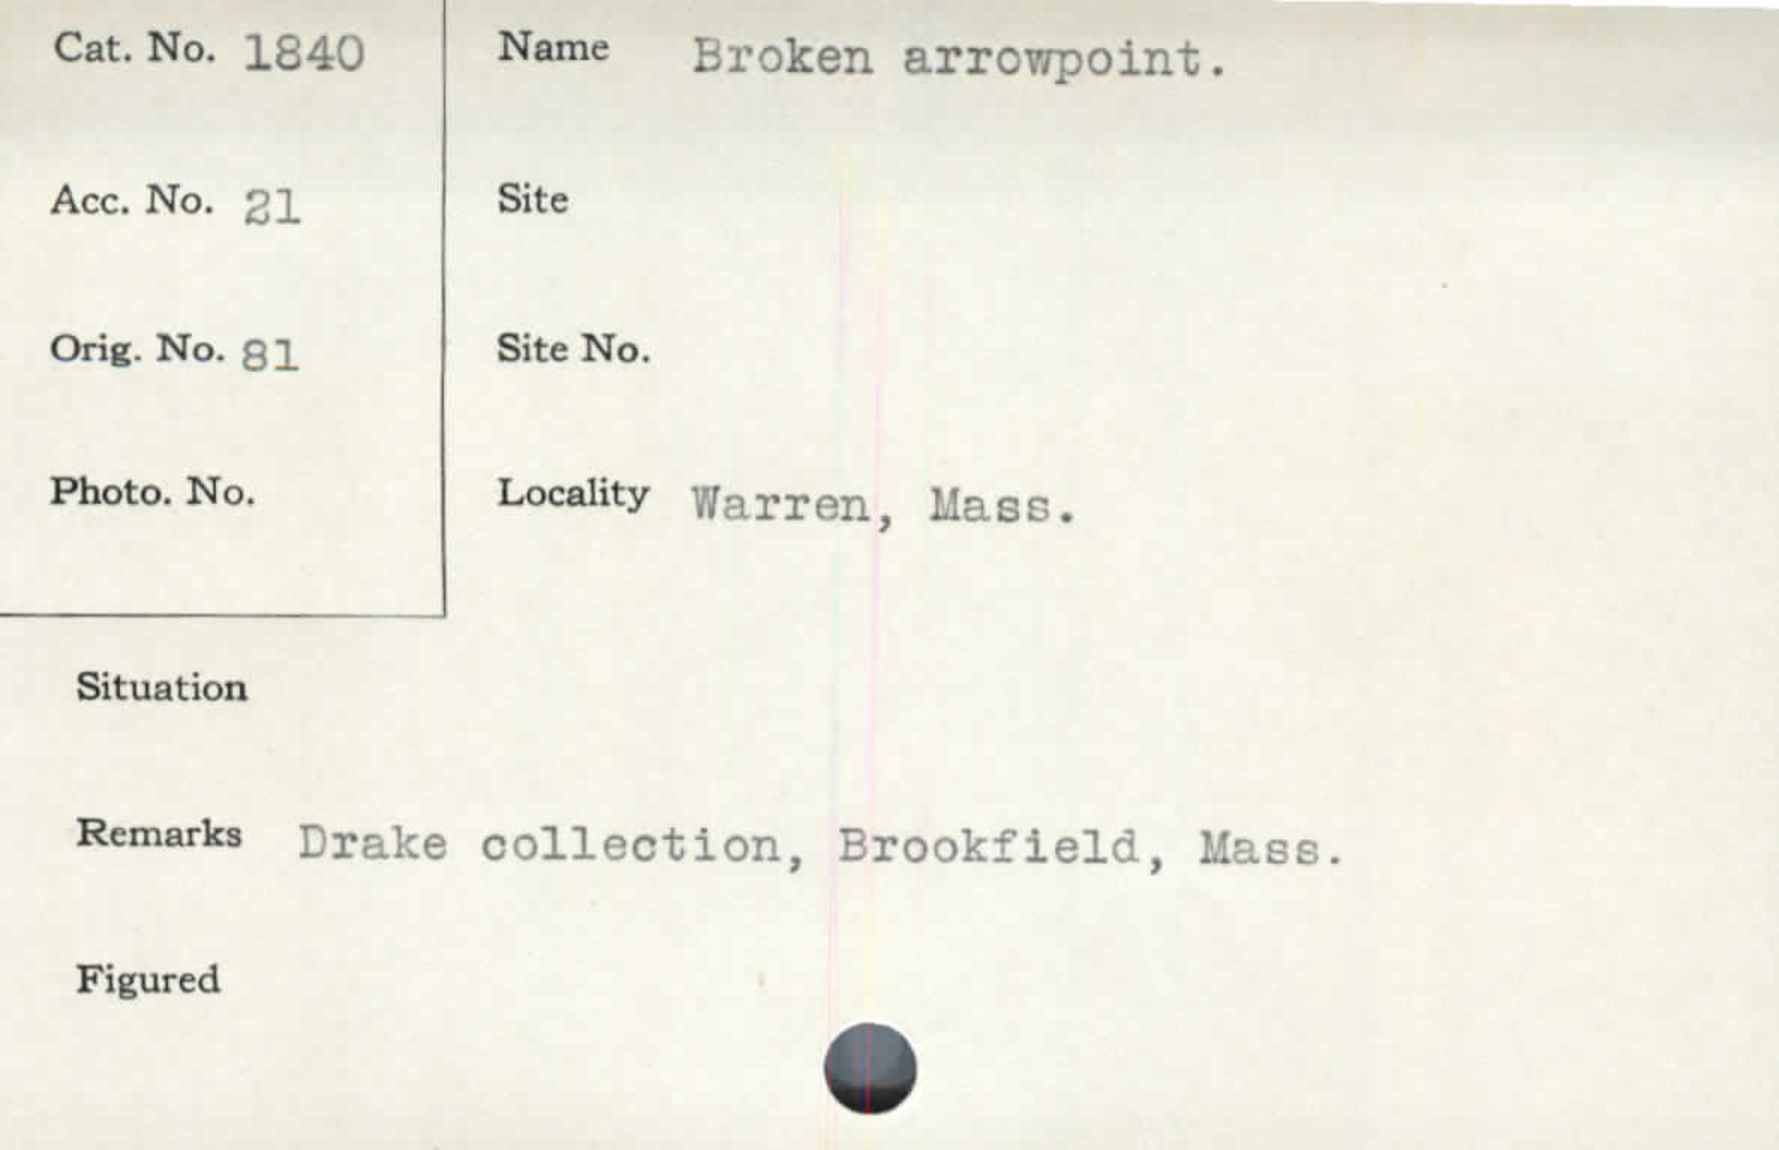 Cat. No. 1840
Name Broken arrowpoint.
Acc. No. 21
Site
Orig. No. 81
Site No.
Photo. No.
Locality Warren, Mass.
Situation
Remarks Drake collection, Brookfield, Mass.
Figured